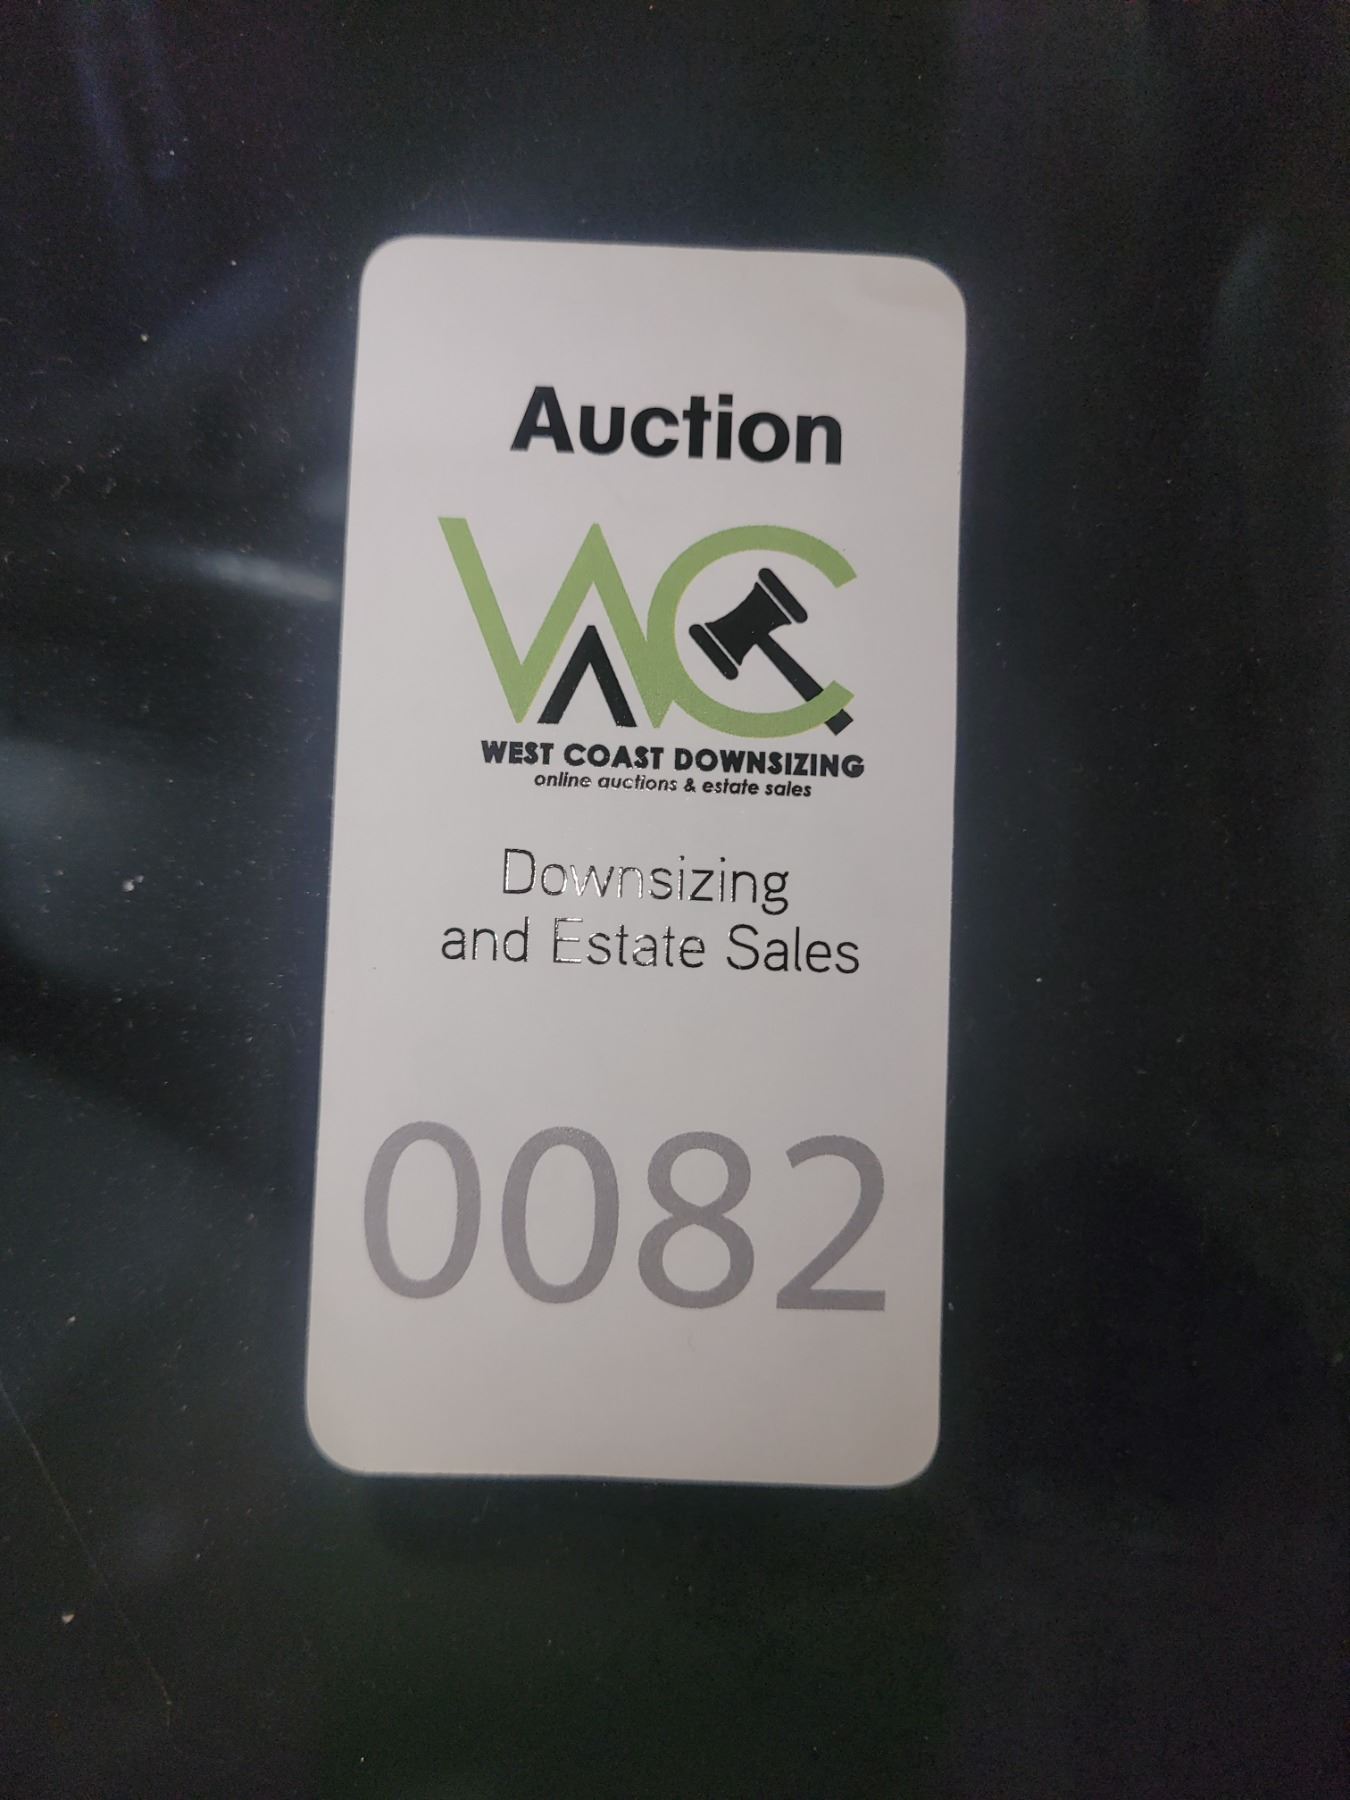 Auction
WC
WEST COAST DOWNSIZING
online auctions & estate sales
Downsizing
and Estate Sales
0082